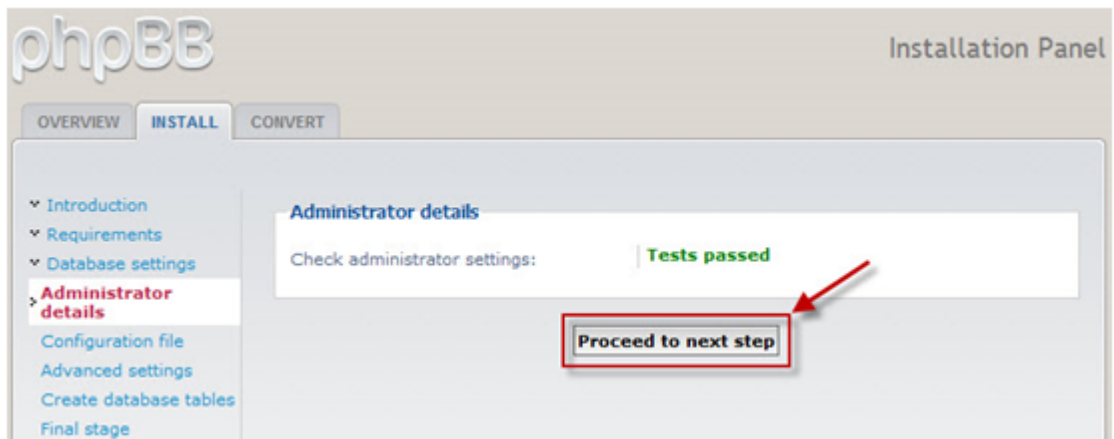 phpBB
Installation Panel
OVERVIEW INSTALL CONVERT
Introduction
Requirements
Database settings
Administrator
details
Configuration file
Advanced settings
Create database tables
Final stage
Administrator details
Check administrator settings: Tests passed
Proceed to next step